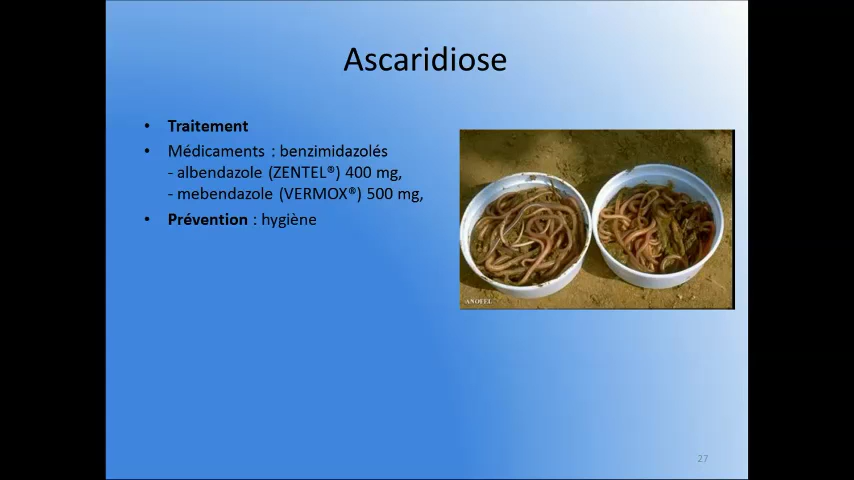 Ascaridiose
• Traitement
• Médicaments : benzimidazolés
- albendazole (ZENTEL®) 400 mg,
- mebendazole (VERMOX®) 500 mg,
• Prévention : hygiène
ANOFEL
27